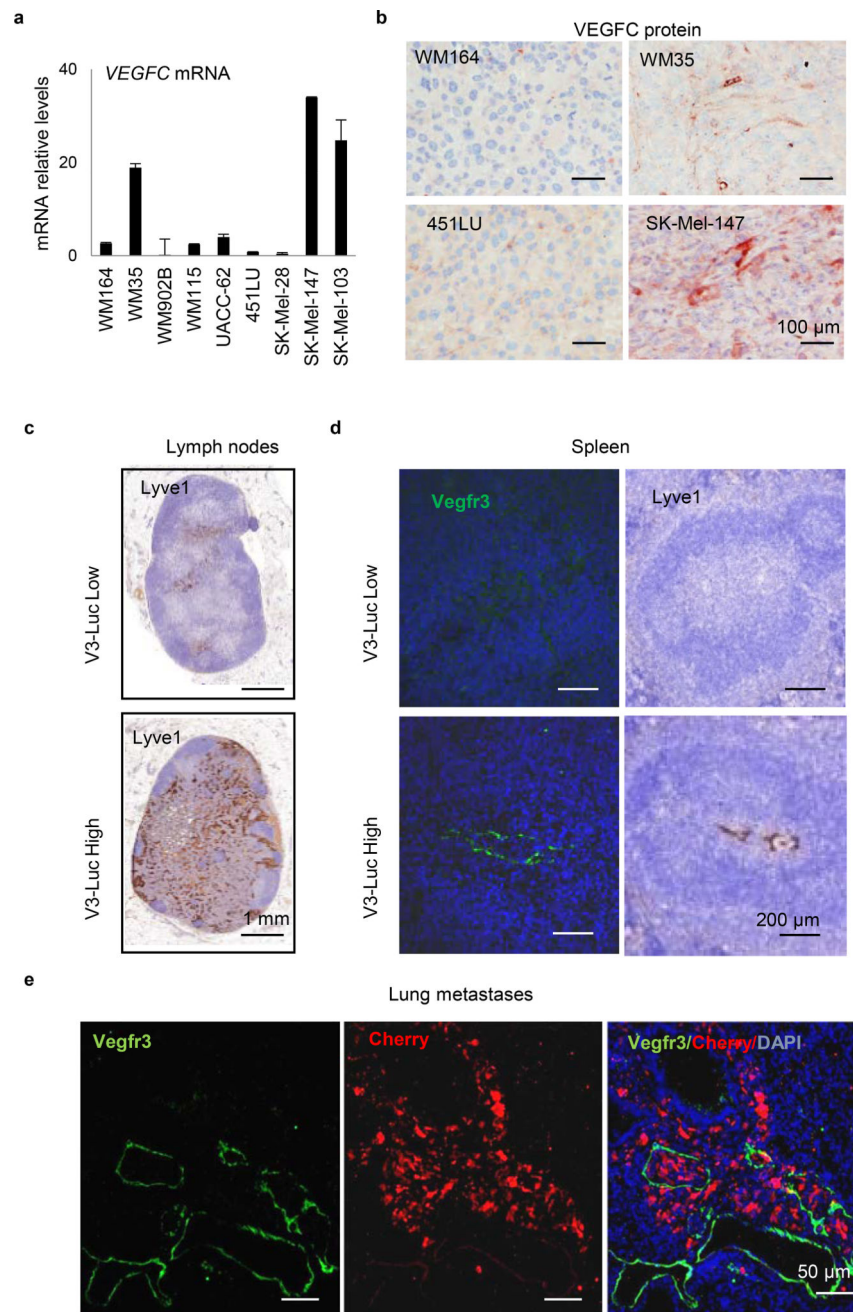 a
VEGFC mRNA
mRNA relative levels
40
20
0
WM164
WM35
WM902B
WM115
UACC-62
451LU
SK-Mel-28
SK-Mel-147
SK-Mel-103
b
VEGFC protein
WM164
WM35
451LU
SK-Mel-147
100 µm
c
Lymph nodes
V3-Luc Low
Lyve1
V3-Luc High
Lyve1
1 mm
d
Spleen
V3-Luc Low
Vegfr3
Lyve1
V3-Luc High
200 µm
e
Lung metastases
Vegfr3
Cherry
Vegfr3/Cherry/DAPI
50 µm